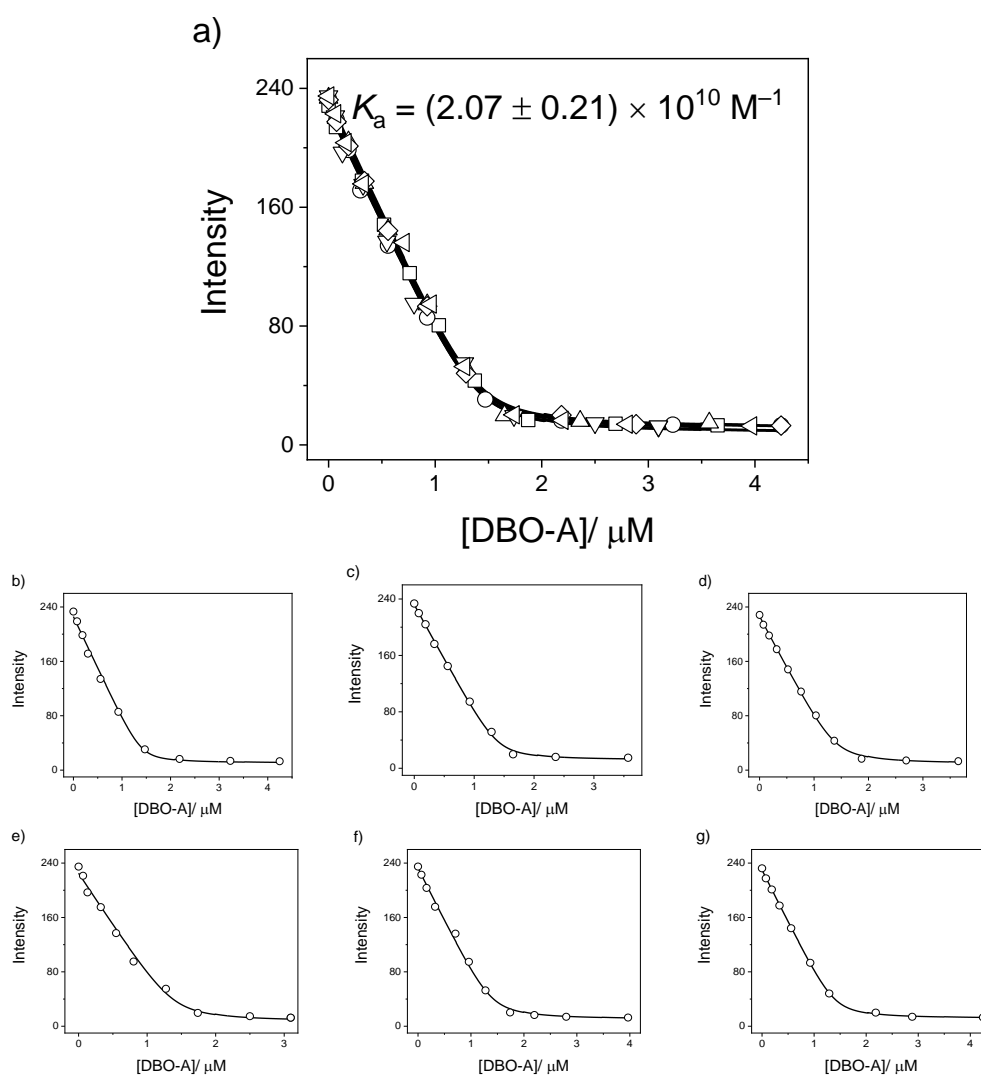 a)
K_a = (2.07 ± 0.21) × 10^10 M^–1
240
160
80
0
Intensity
0 1 2 3 4
[DBO-A]/ μM
b)
240
160
80
0
Intensity
0 1 2 3 4
[DBO-A]/ μM
c)
240
160
80
0
Intensity
0 1 2 3
[DBO-A]/ μM
d)
240
160
80
0
Intensity
0 1 2 3
[DBO-A]/ μM
e)
240
160
80
0
Intensity
0 1 2 3
[DBO-A]/ μM
f)
240
160
80
0
Intensity
0 1 2 3 4
[DBO-A]/ μM
g)
240
160
80
0
Intensity
0 1 2 3 4
[DBO-A]/ μM